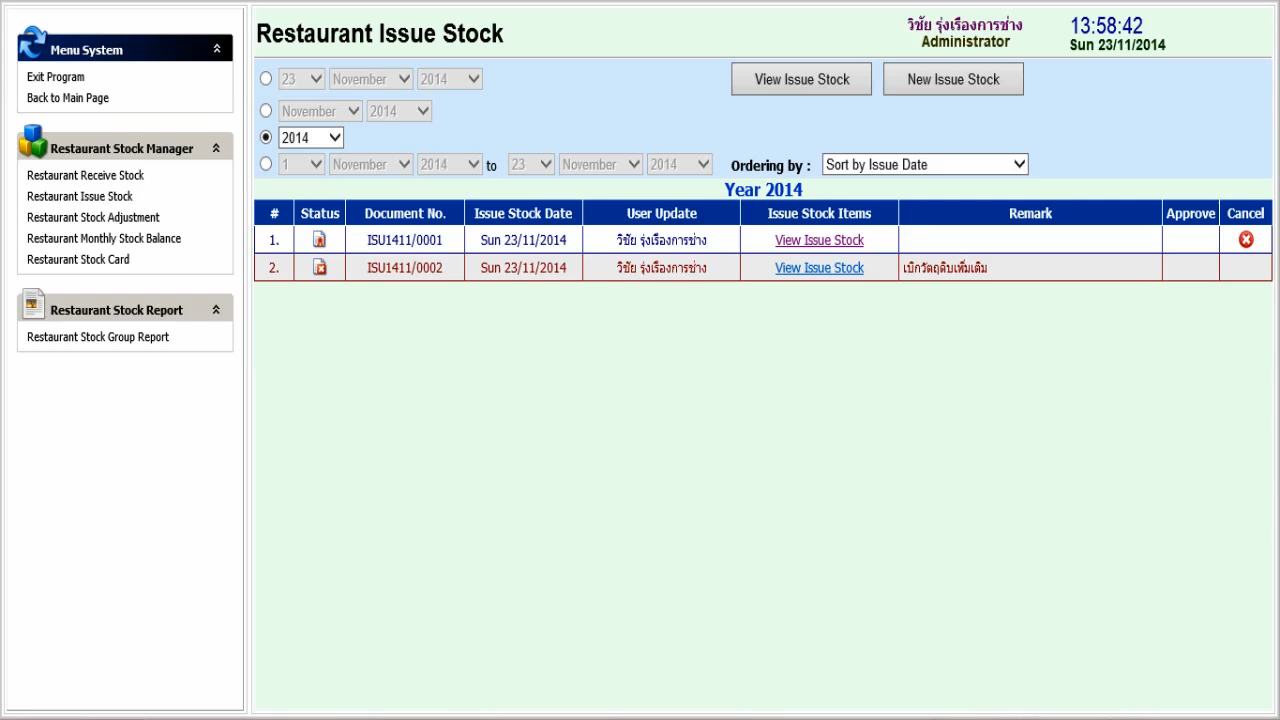 Menu System
Exit Program
Back to Main Page
Restaurant Stock Manager
Restaurant Receive Stock
Restaurant Issue Stock
Restaurant Stock Adjustment
Restaurant Monthly Stock Balance
Restaurant Stock Card
Restaurant Stock Report
Restaurant Stock Group Report
Restaurant Issue Stock
วิชัย รุ่งเรืองการช่าง
Administrator
13:58:42
Sun 23/11/2014
23 November 2014
View Issue Stock New Issue Stock
November 2014
2014
1 November 2014 to 23 November 2014 Ordering by : Sort by Issue Date
Year 2014
# Status Document No. Issue Stock Date User Update Issue Stock Items Remark Approve Cancel
1. ISU1411/0001 Sun 23/11/2014 วิชัย รุ่งเรืองการช่าง View Issue Stock
2. ISU1411/0002 Sun 23/11/2014 วิชัย รุ่งเรืองการช่าง View Issue Stock เบิกวัตถุดิบเพิ่มเติม